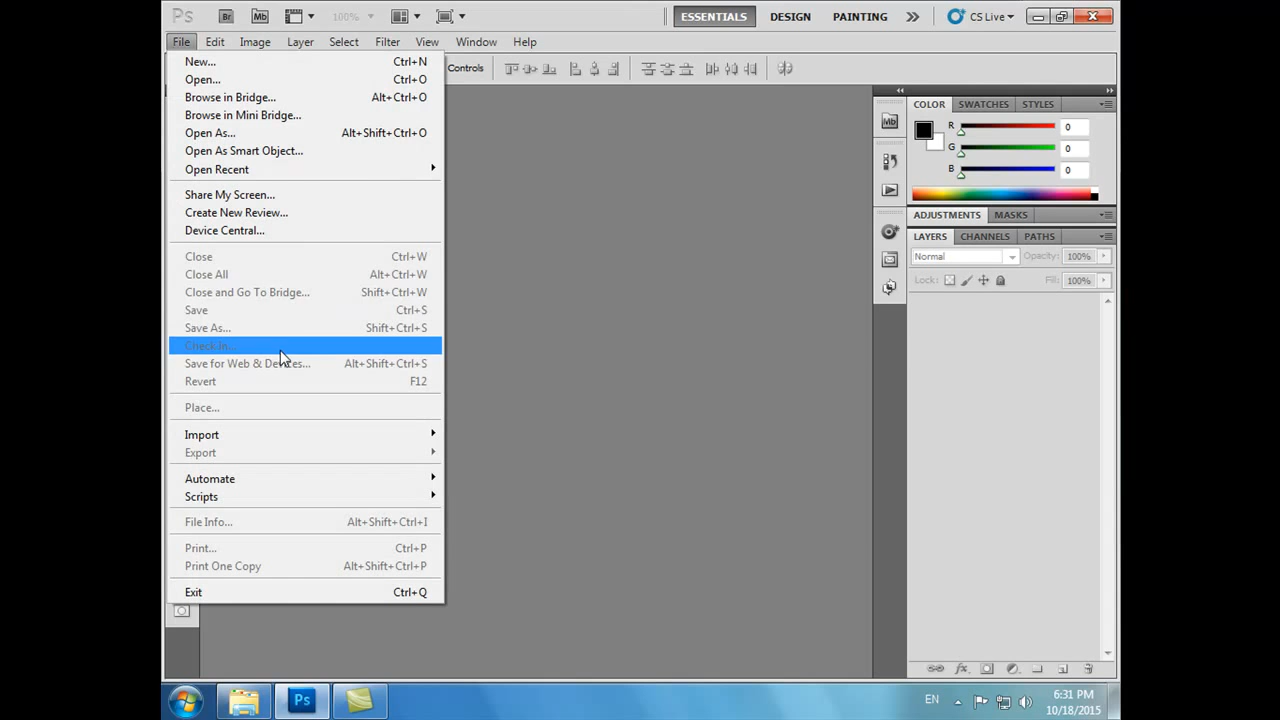 Ps Br Mb 100% ESSENTIALS DESIGN PAINTING CS Live
File Edit Image Layer Select Filter View Window Help
Controls
New... Ctrl+N
Open... Ctrl+O
Browse in Bridge... Alt+Ctrl+O
Browse in Mini Bridge...
Open As... Alt+Shift+Ctrl+O
Open As Smart Object...
Open Recent
Share My Screen...
Create New Review...
Device Central...
Close Ctrl+W
Close All Alt+Ctrl+W
Close and Go To Bridge... Shift+Ctrl+W
Save Ctrl+S
Save As... Shift+Ctrl+S
Check In...
Save for Web & Devices... Alt+Shift+Ctrl+S
Revert F12
Place...
Import
Export
Automate
Scripts
File Info... Alt+Shift+Ctrl+I
Print... Ctrl+P
Print One Copy Alt+Shift+Ctrl+P
Exit Ctrl+Q
Mb
COLOR SWATCHES STYLES
R 0
G 0
B 0
ADJUSTMENTS MASKS
LAYERS CHANNELS PATHS
Normal Opacity: 100%
Lock: Fill: 100%
fx
Ps
EN
6:31 PM
10/18/2015